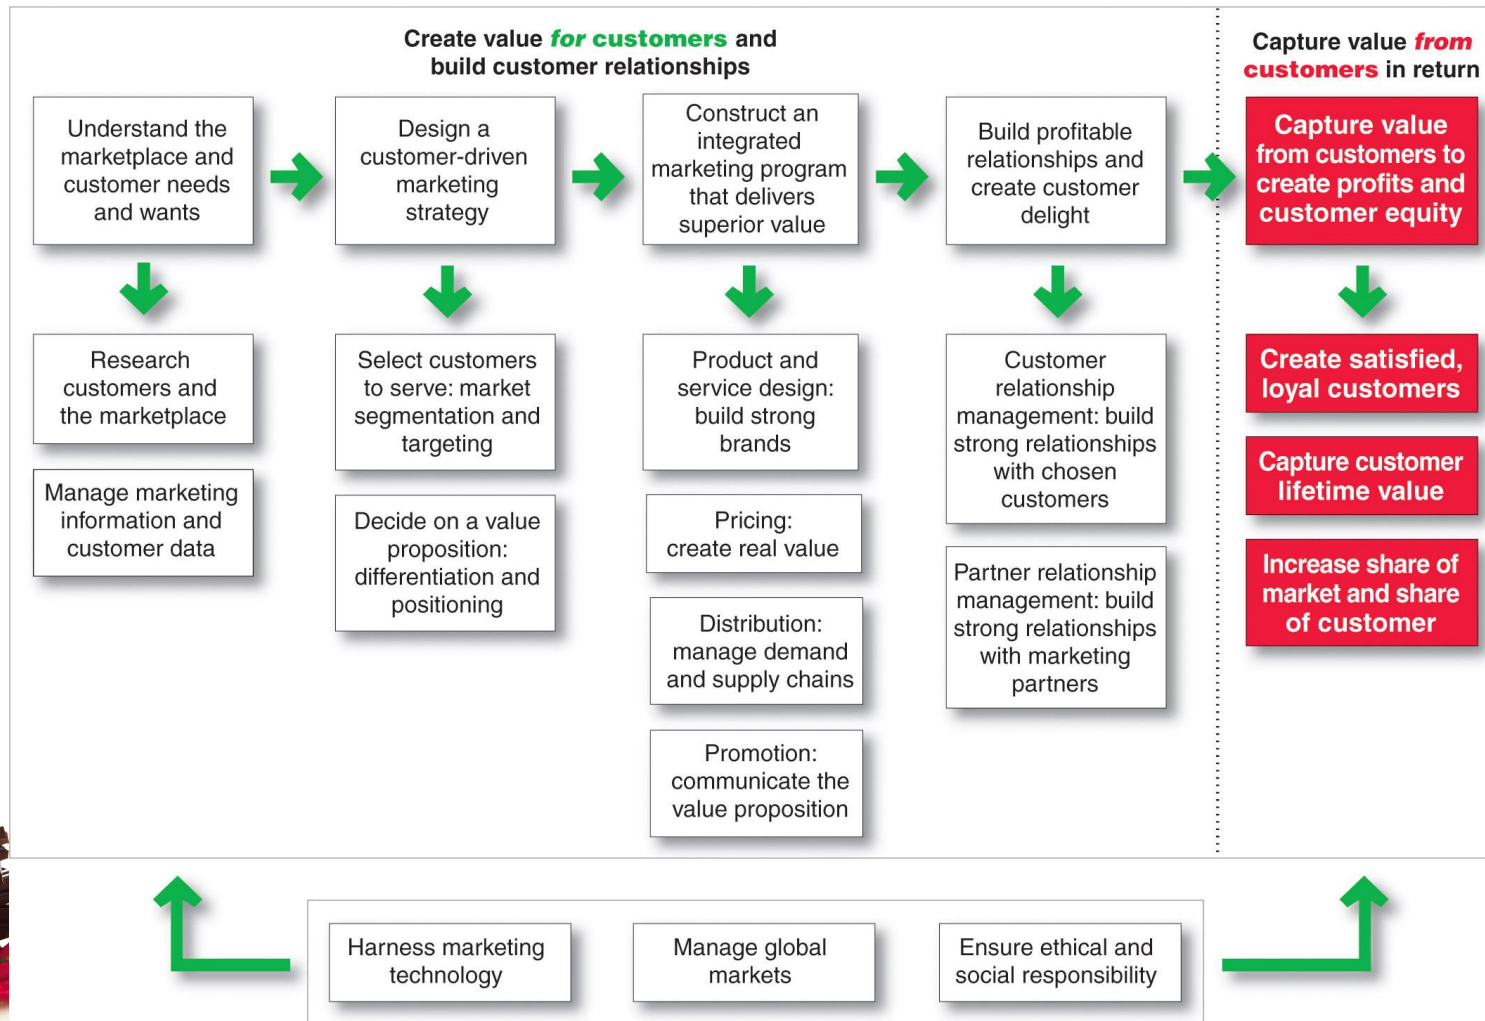 Create value for customers and
build customer relationships
Capture value from
customers in return
Understand the
marketplace and
customer needs
and wants
Design a
customer-driven
marketing
strategy
Construct an
integrated
marketing program
that delivers
superior value
Build profitable
relationships and
create customer
delight
Capture value
from customers to
create profits and
customer equity
Research
customers and
the marketplace
Manage marketing
information and
customer data
Select customers
to serve: market
segmentation and
targeting
Decide on a value
proposition:
differentiation and
positioning
Product and
service design:
build strong
brands
Pricing:
create real value
Distribution:
manage demand
and supply chains
Promotion:
communicate the
value proposition
Customer
relationship
management: build
strong relationships
with chosen
customers
Partner relationship
management: build
strong relationships
with marketing
partners
Create satisfied,
loyal customers
Capture customer
lifetime value
Increase share of
market and share
of customer
Harness marketing
technology
Manage global
markets
Ensure ethical and
social responsibility